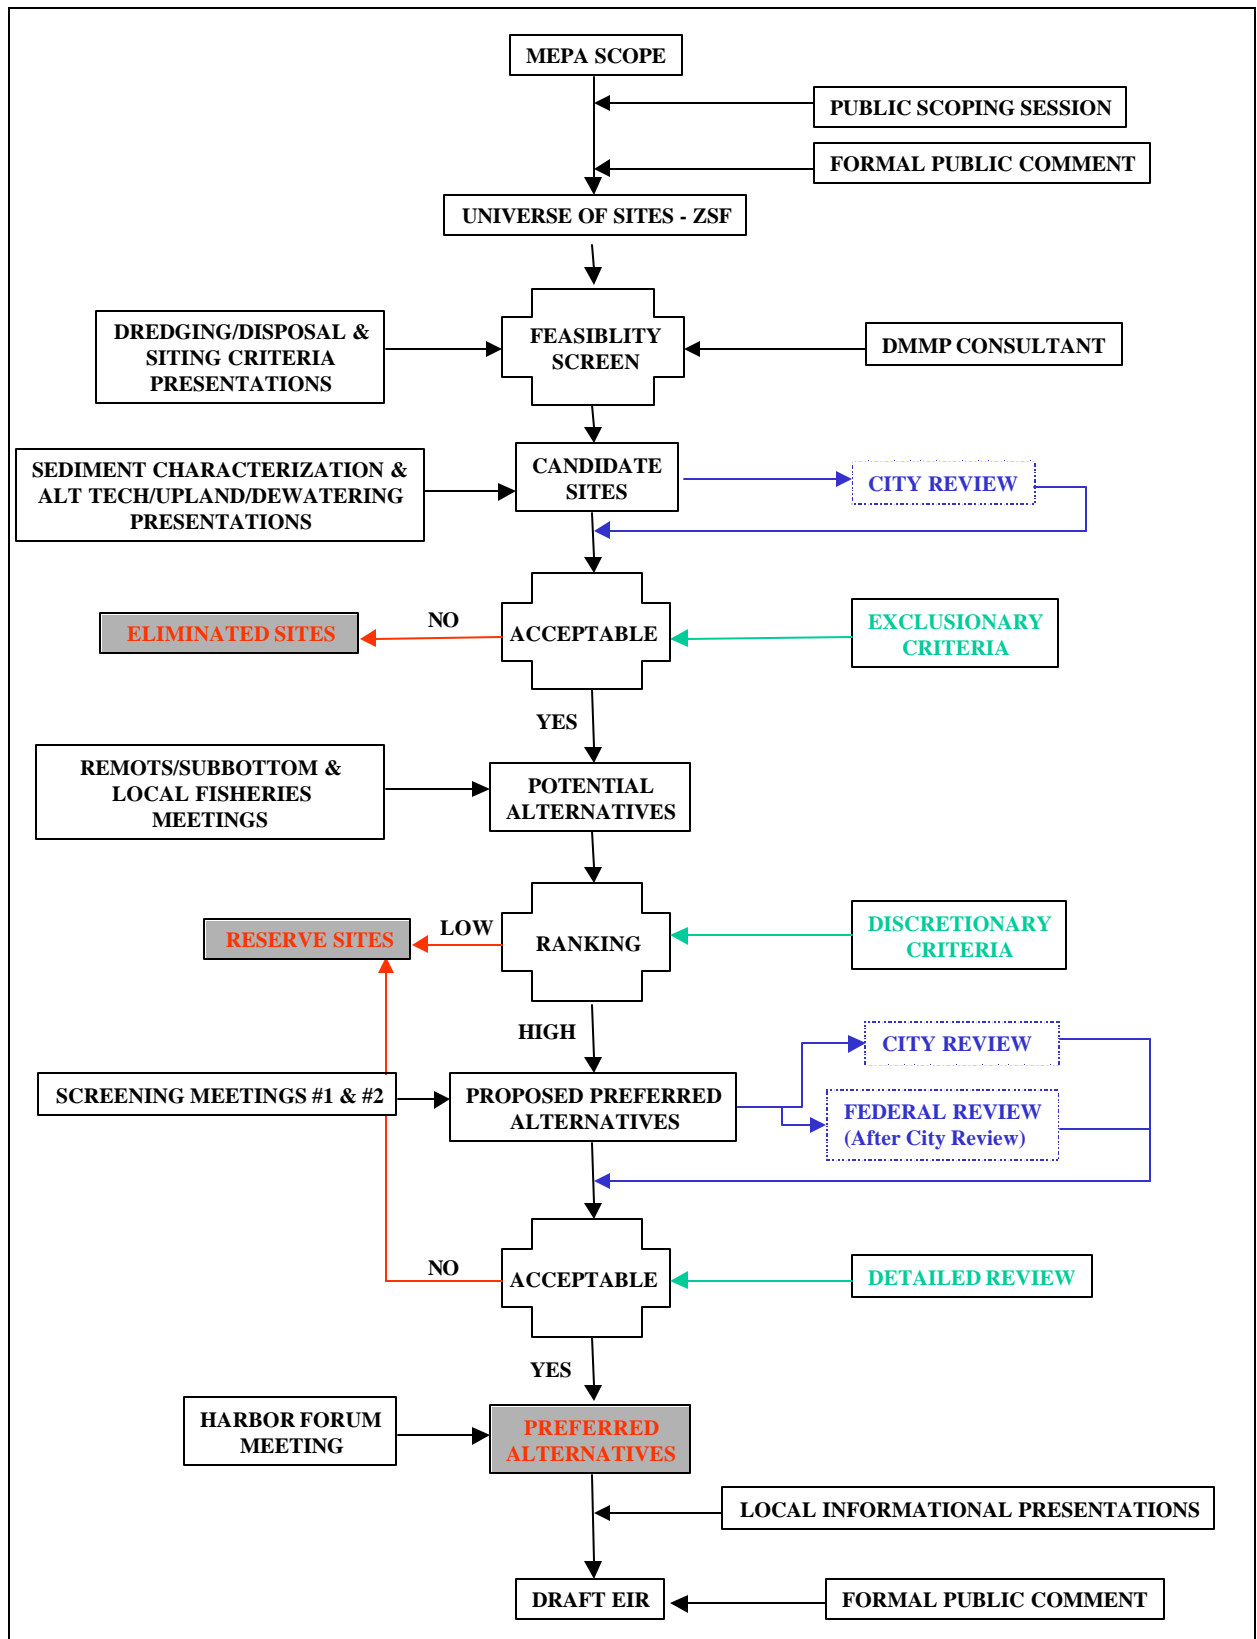 MEPA SCOPE
PUBLIC SCOPING SESSION
FORMAL PUBLIC COMMENT
UNIVERSE OF SITES - ZSF
DREDGING/DISPOSAL &
SITING CRITERIA
PRESENTATIONS
FEASIBLITY
SCREEN
DMMP CONSULTANT
SEDIMENT CHARACTERIZATION &
ALT TECH/UPLAND/DEWATERING
PRESENTATIONS
CANDIDATE
SITES
CITY REVIEW
ELIMINATED SITES
NO
ACCEPTABLE
EXCLUSIONARY
CRITERIA
YES
REMOTS/SUBBOTTOM &
LOCAL FISHERIES
MEETINGS
POTENTIAL
ALTERNATIVES
RESERVE SITES
LOW
RANKING
DISCRETIONARY
CRITERIA
HIGH
CITY REVIEW
SCREENING MEETINGS #1 & #2
PROPOSED PREFERRED
ALTERNATIVES
FEDERAL REVIEW
(After City Review)
NO
ACCEPTABLE
DETAILED REVIEW
YES
HARBOR FORUM
MEETING
PREFERRED
ALTERNATIVES
LOCAL INFORMATIONAL PRESENTATIONS
DRAFT EIR
FORMAL PUBLIC COMMENT